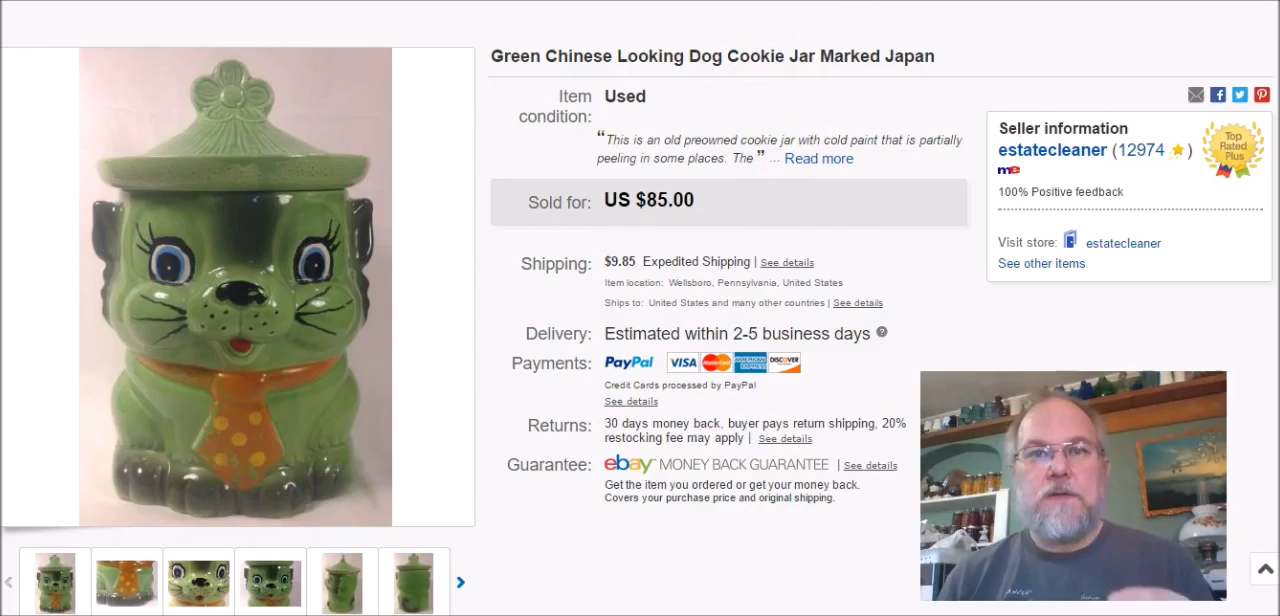 Green Chinese Looking Dog Cookie Jar Marked Japan
Item condition:
Used
“This is an old preowned cookie jar with cold paint that is partially
peeling in some places. The ” ... Read more
Sold for: US $85.00
Shipping: $9.85 Expedited Shipping | See details
Item location: Wellsboro, Pennsylvania, United States
Ships to: United States and many other countries | See details
Delivery: Estimated within 2-5 business days
Payments: PayPal VISA MasterCard AMERICAN EXPRESS DISCOVER
Credit Cards processed by PayPal
See details
Returns: 30 days money back, buyer pays return shipping, 20%
restocking fee may apply | See details
Guarantee: ebay MONEY BACK GUARANTEE | See details
Get the item you ordered or get your money back.
Covers your purchase price and original shipping.
Seller information
estatecleaner (12974 )
me
100% Positive feedback
Top
Rated
Plus
Visit store: estatecleaner
See other items